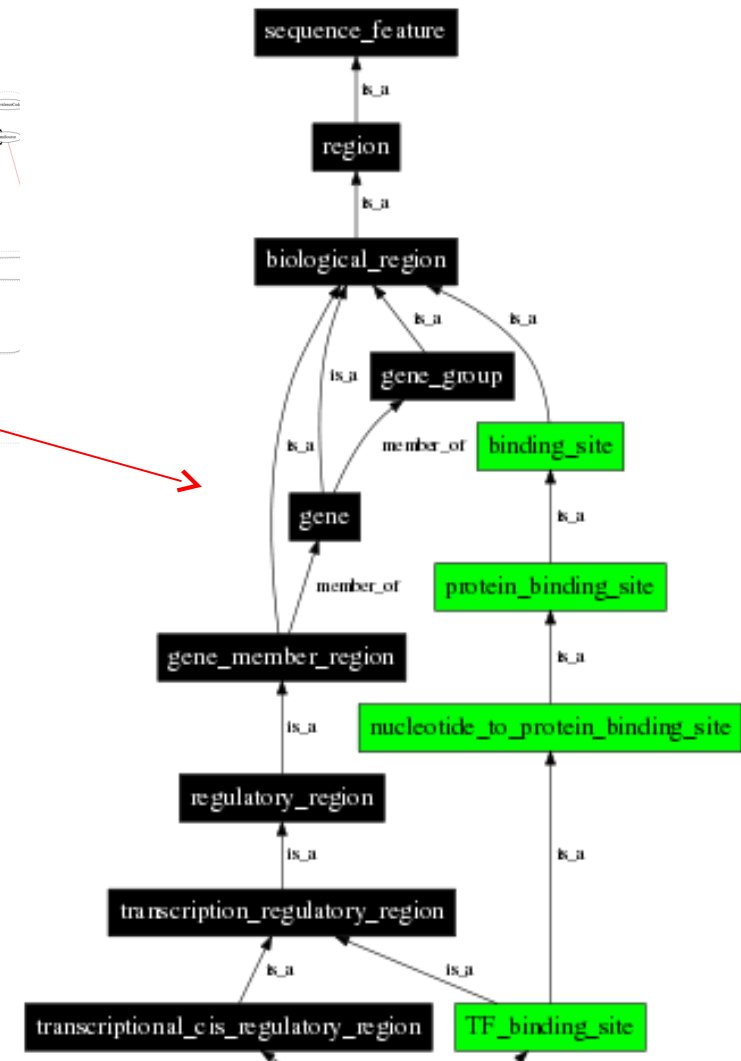 sequence_feature
is_a
region
is_a
biological_region
is_a
is_a
gene_group
is_a
is_a
member_of
binding_site
gene
is_a
member_of
protein_binding_site
gene_member_region
is_a
is_a
nucleotide_to_protein_binding_site
regulatory_region
is_a
is_a
transcription_regulatory_region
is_a
is_a
transcriptional_cis_regulatory_region
TF_binding_site